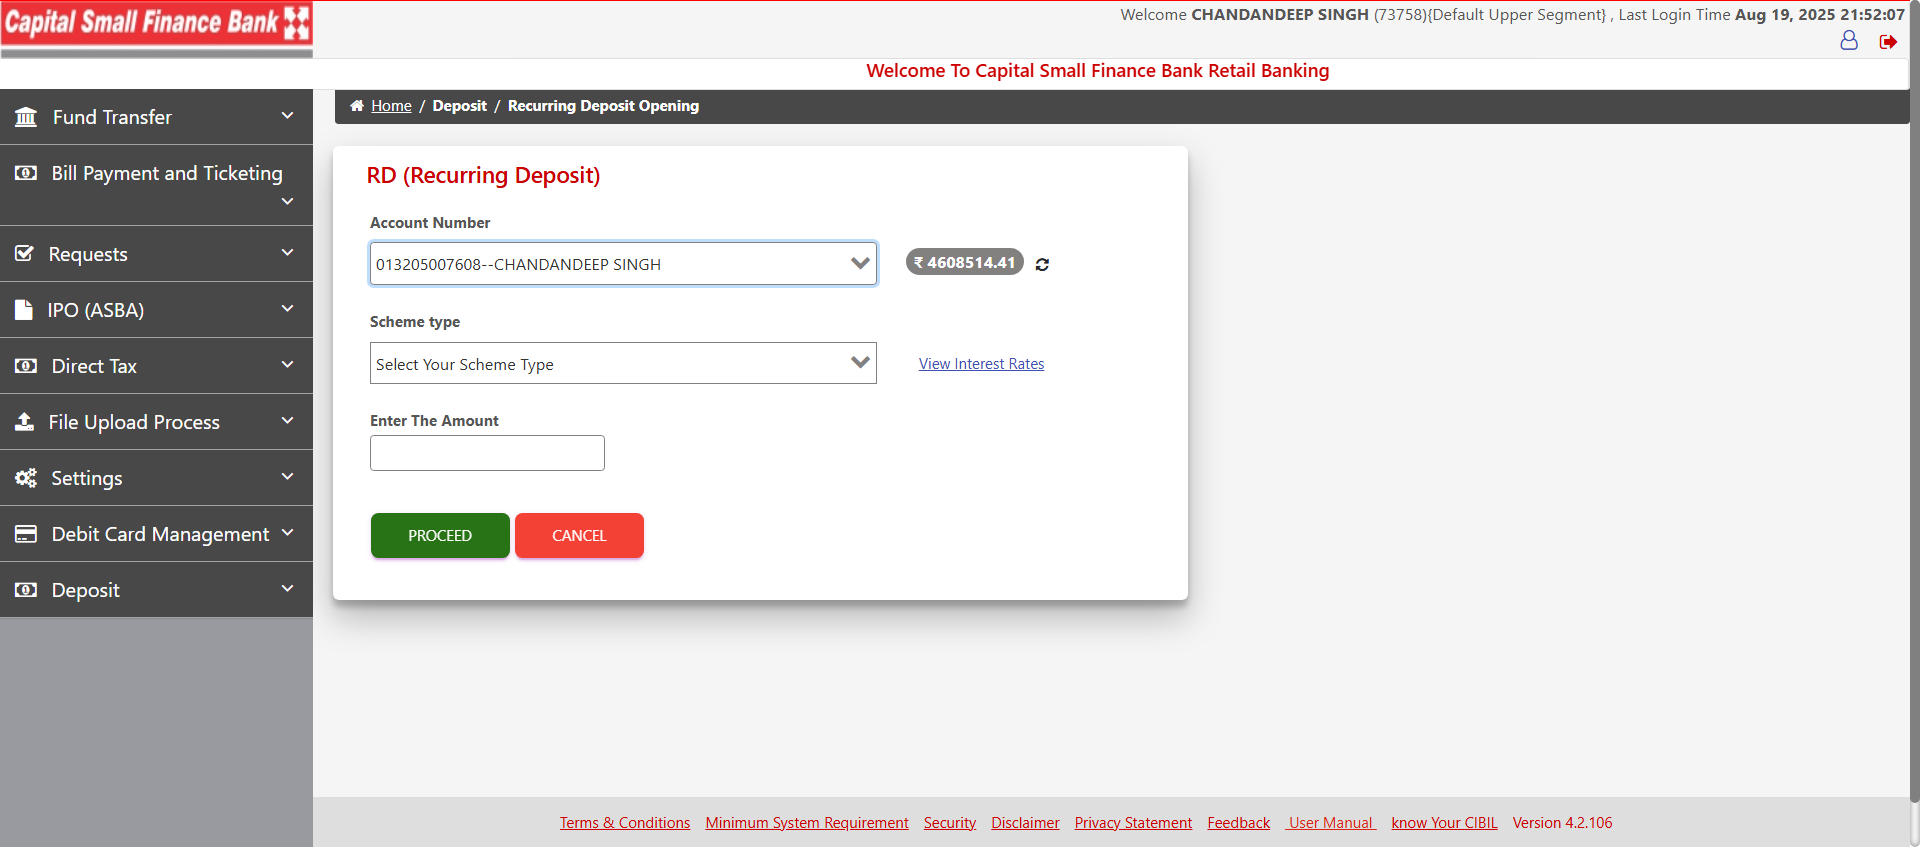 Capital Small Finance Bank
Welcome CHANDANDEEP SINGH (73758){Default Upper Segment} , Last Login Time Aug 19, 2025 21:52:07
Welcome To Capital Small Finance Bank Retail Banking
Fund Transfer
Bill Payment and Ticketing
Requests
IPO (ASBA)
Direct Tax
File Upload Process
Settings
Debit Card Management
Deposit
Home / Deposit / Recurring Deposit Opening
RD (Recurring Deposit)
Account Number
013205007608--CHANDANDEEP SINGH
₹ 4608514.41
Scheme type
Select Your Scheme Type
View Interest Rates
Enter The Amount
PROCEED
CANCEL
Terms & Conditions Minimum System Requirement Security Disclaimer Privacy Statement Feedback User Manual know Your CIBIL Version 4.2.106